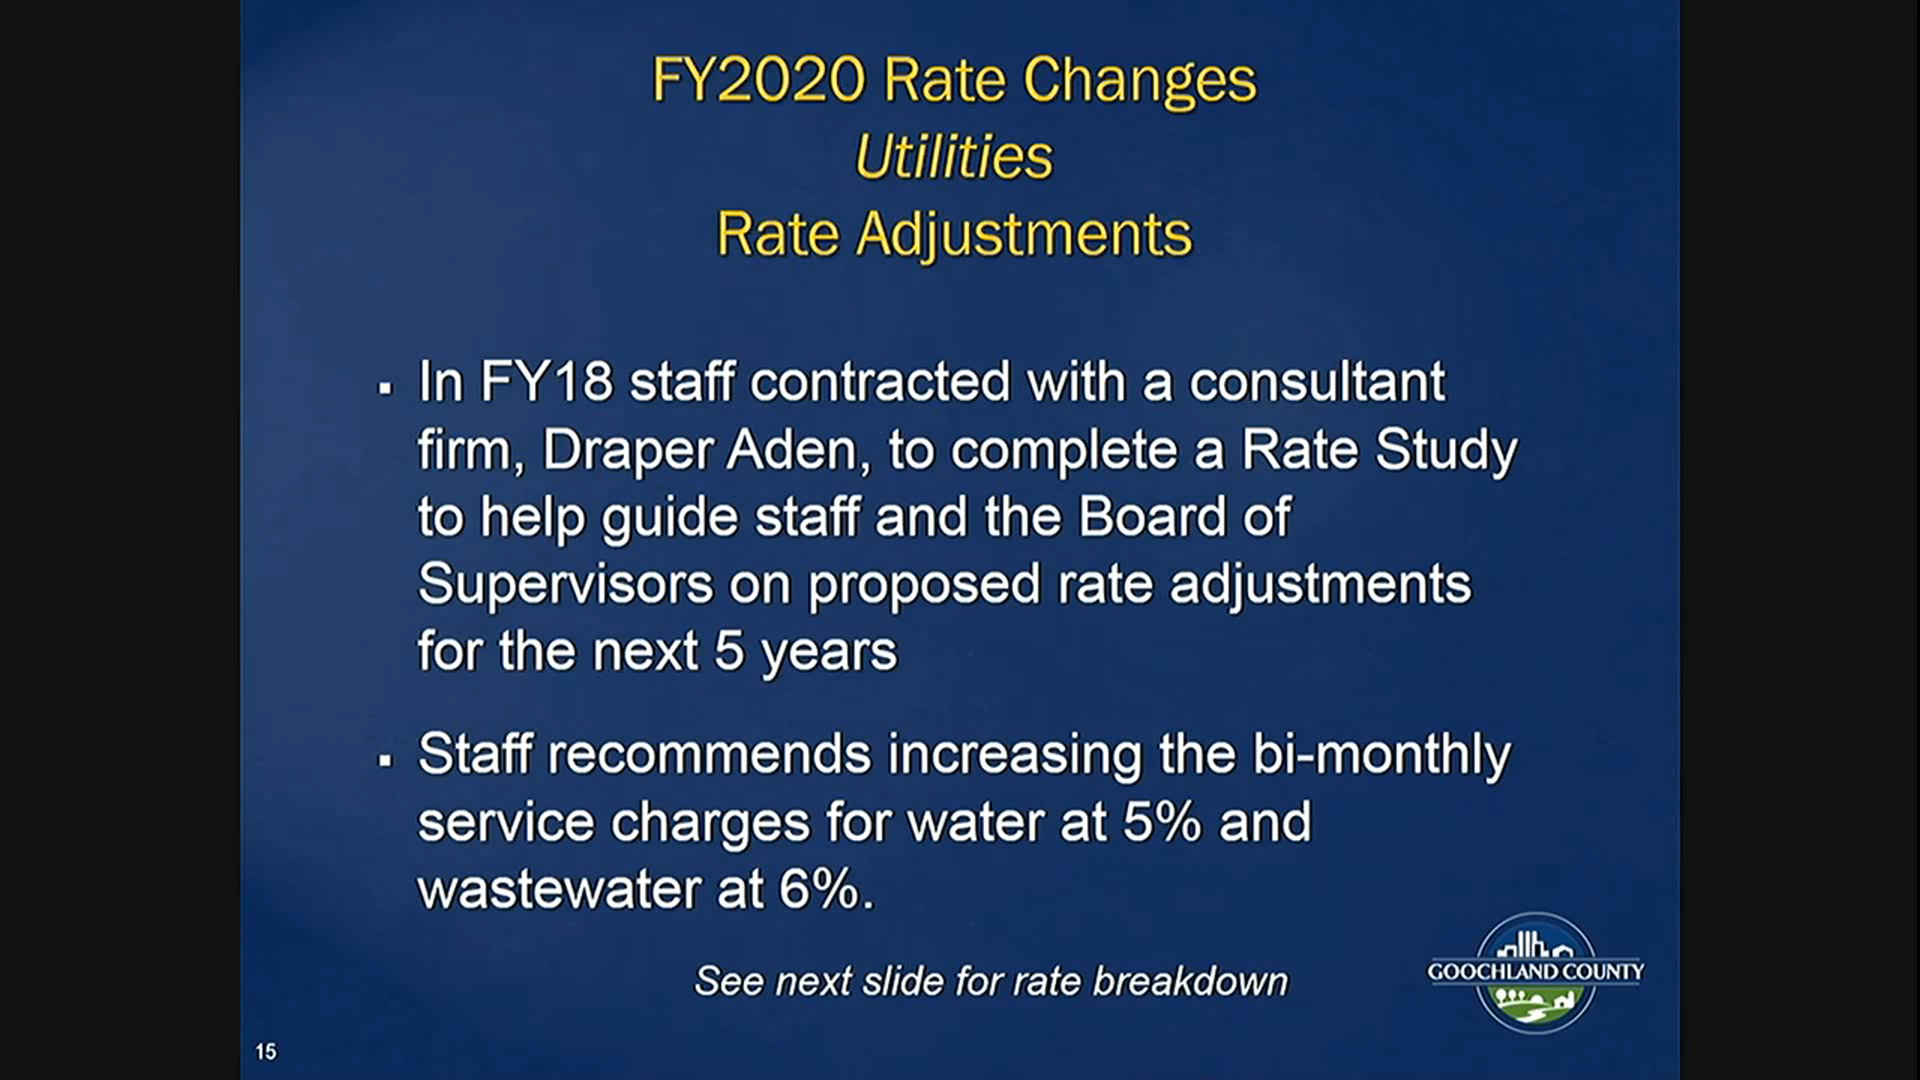 FY2020 Rate Changes
Utilities
Rate Adjustments
▪ In FY18 staff contracted with a consultant
firm, Draper Aden, to complete a Rate Study
to help guide staff and the Board of
Supervisors on proposed rate adjustments
for the next 5 years
▪ Staff recommends increasing the bi-monthly
service charges for water at 5% and
wastewater at 6%.
See next slide for rate breakdown
GOOCHLAND COUNTY
15